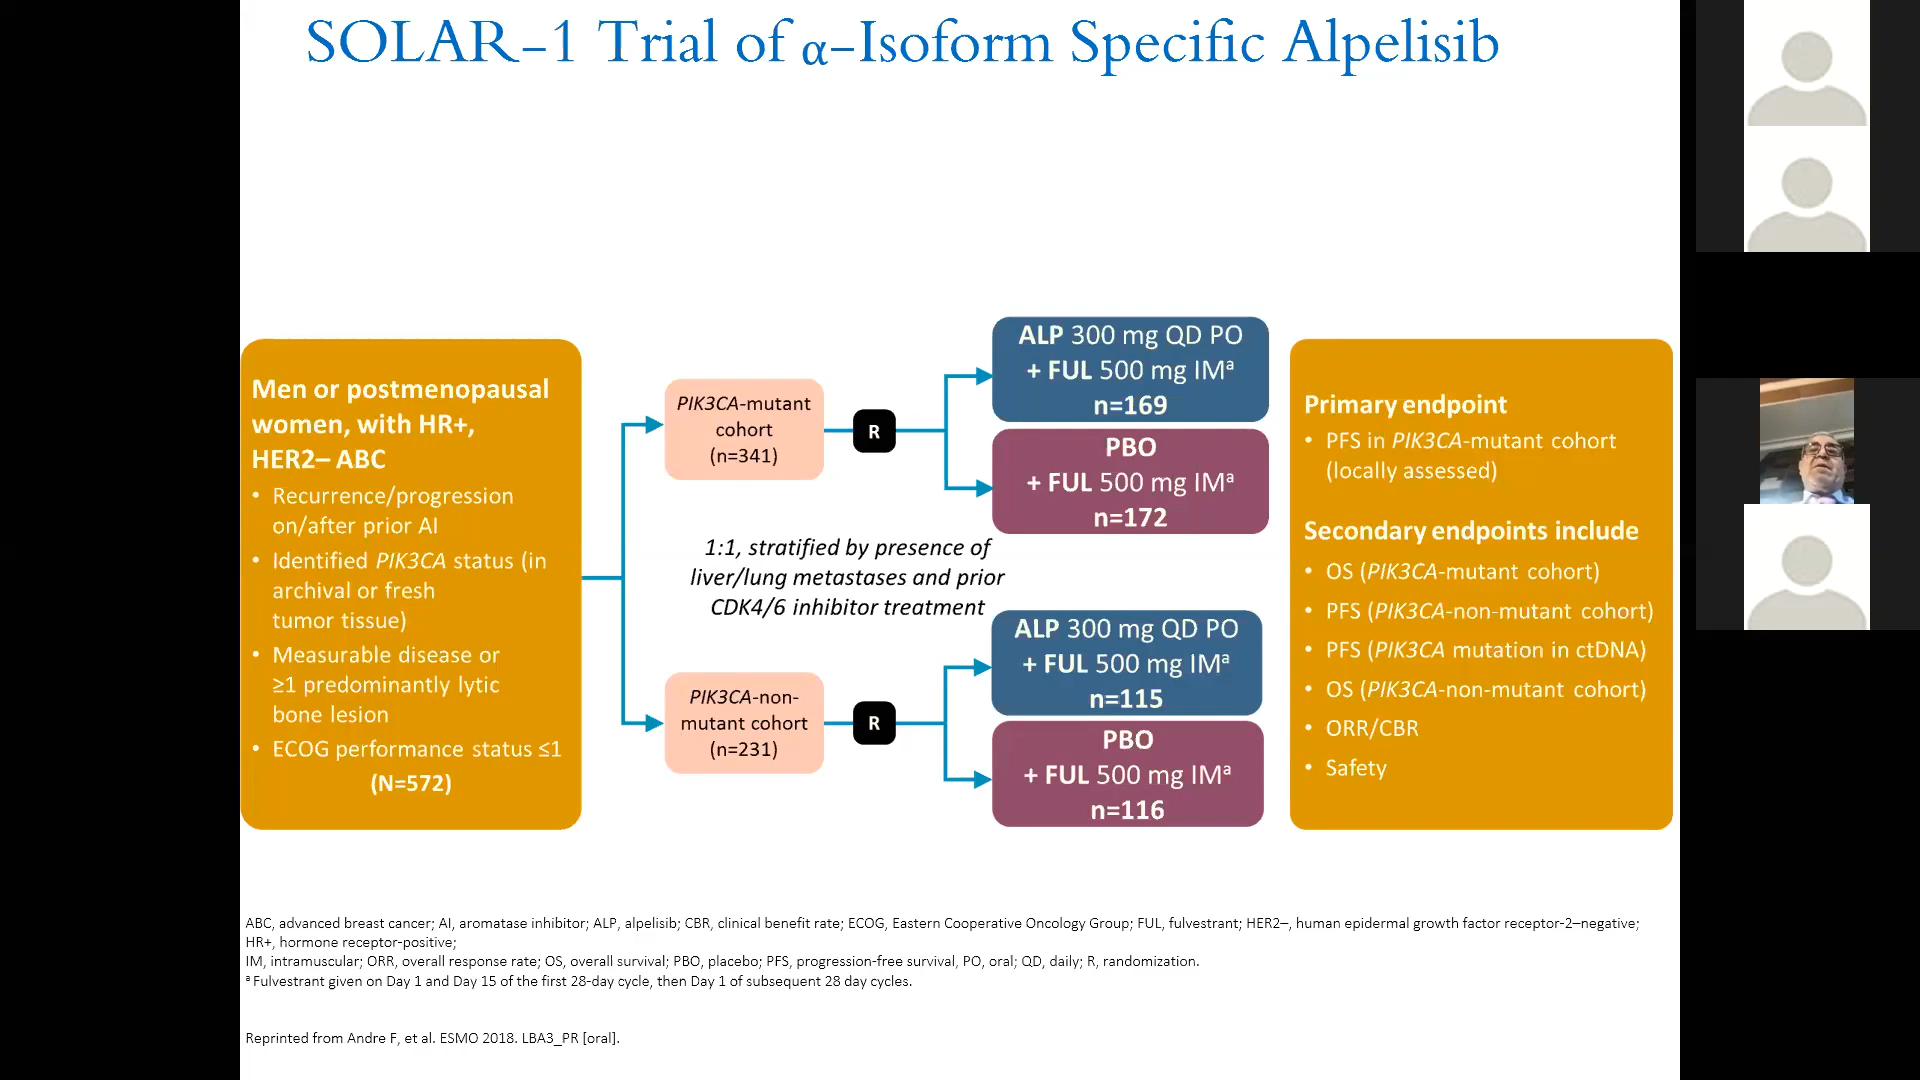 SOLAR-1 Trial of α-Isoform Specific Alpelisib
Men or postmenopausal
women, with HR+,
HER2– ABC
• Recurrence/progression
on/after prior AI
• Identified PIK3CA status (in
archival or fresh
tumor tissue)
• Measurable disease or
≥1 predominantly lytic
bone lesion
• ECOG performance status ≤1
(N=572)
PIK3CA-mutant
cohort
(n=341)
R
ALP 300 mg QD PO
+ FUL 500 mg IMᵃ
n=169
PBO
+ FUL 500 mg IMᵃ
n=172
1:1, stratified by presence of
liver/lung metastases and prior
CDK4/6 inhibitor treatment
PIK3CA-non-
mutant cohort
(n=231)
R
ALP 300 mg QD PO
+ FUL 500 mg IMᵃ
n=115
PBO
+ FUL 500 mg IMᵃ
n=116
Primary endpoint
• PFS in PIK3CA-mutant cohort
(locally assessed)
Secondary endpoints include
• OS (PIK3CA-mutant cohort)
• PFS (PIK3CA-non-mutant cohort)
• PFS (PIK3CA mutation in ctDNA)
• OS (PIK3CA-non-mutant cohort)
• ORR/CBR
• Safety
ABC, advanced breast cancer; AI, aromatase inhibitor; ALP, alpelisib; CBR, clinical benefit rate; ECOG, Eastern Cooperative Oncology Group; FUL, fulvestrant; HER2–, human epidermal growth factor receptor-2–negative;
HR+, hormone receptor-positive;
IM, intramuscular; ORR, overall response rate; OS, overall survival; PBO, placebo; PFS, progression-free survival, PO, oral; QD, daily; R, randomization.
ᵃ Fulvestrant given on Day 1 and Day 15 of the first 28-day cycle, then Day 1 of subsequent 28 day cycles.
Reprinted from Andre F, et al. ESMO 2018. LBA3_PR [oral].